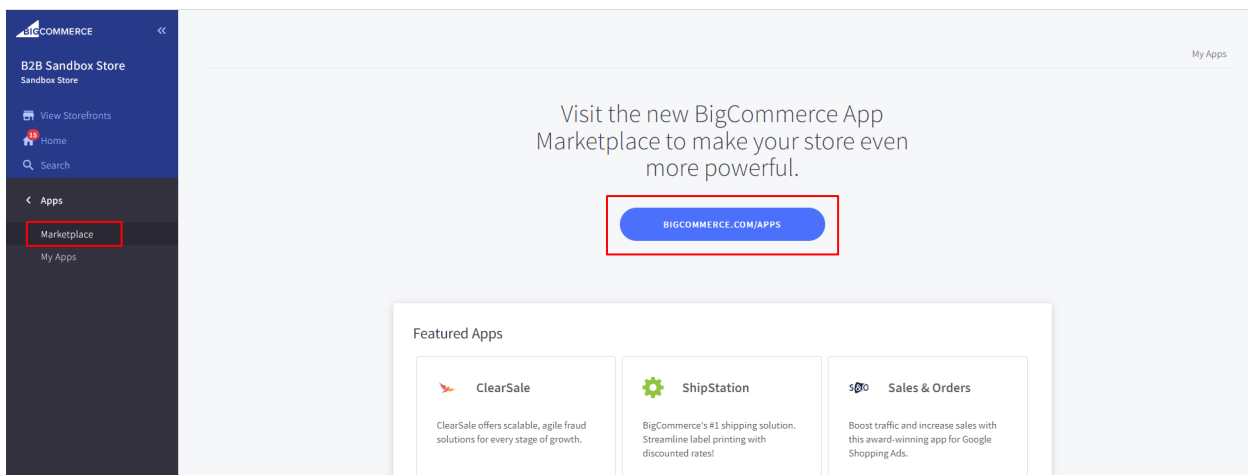 BIGCOMMERCE
B2B Sandbox Store
Sandbox Store
View Storefronts
15
Home
Search
Apps
Marketplace
My Apps
My Apps
Visit the new BigCommerce App
Marketplace to make your store even
more powerful.
BIGCOMMERCE.COM/APPS
Featured Apps
ClearSale
ClearSale offers scalable, agile fraud
solutions for every stage of growth.
ShipStation
BigCommerce's #1 shipping solution.
Streamline label printing with
discounted rates!
S&O
Sales & Orders
Boost traffic and increase sales with
this award-winning app for Google
Shopping Ads.